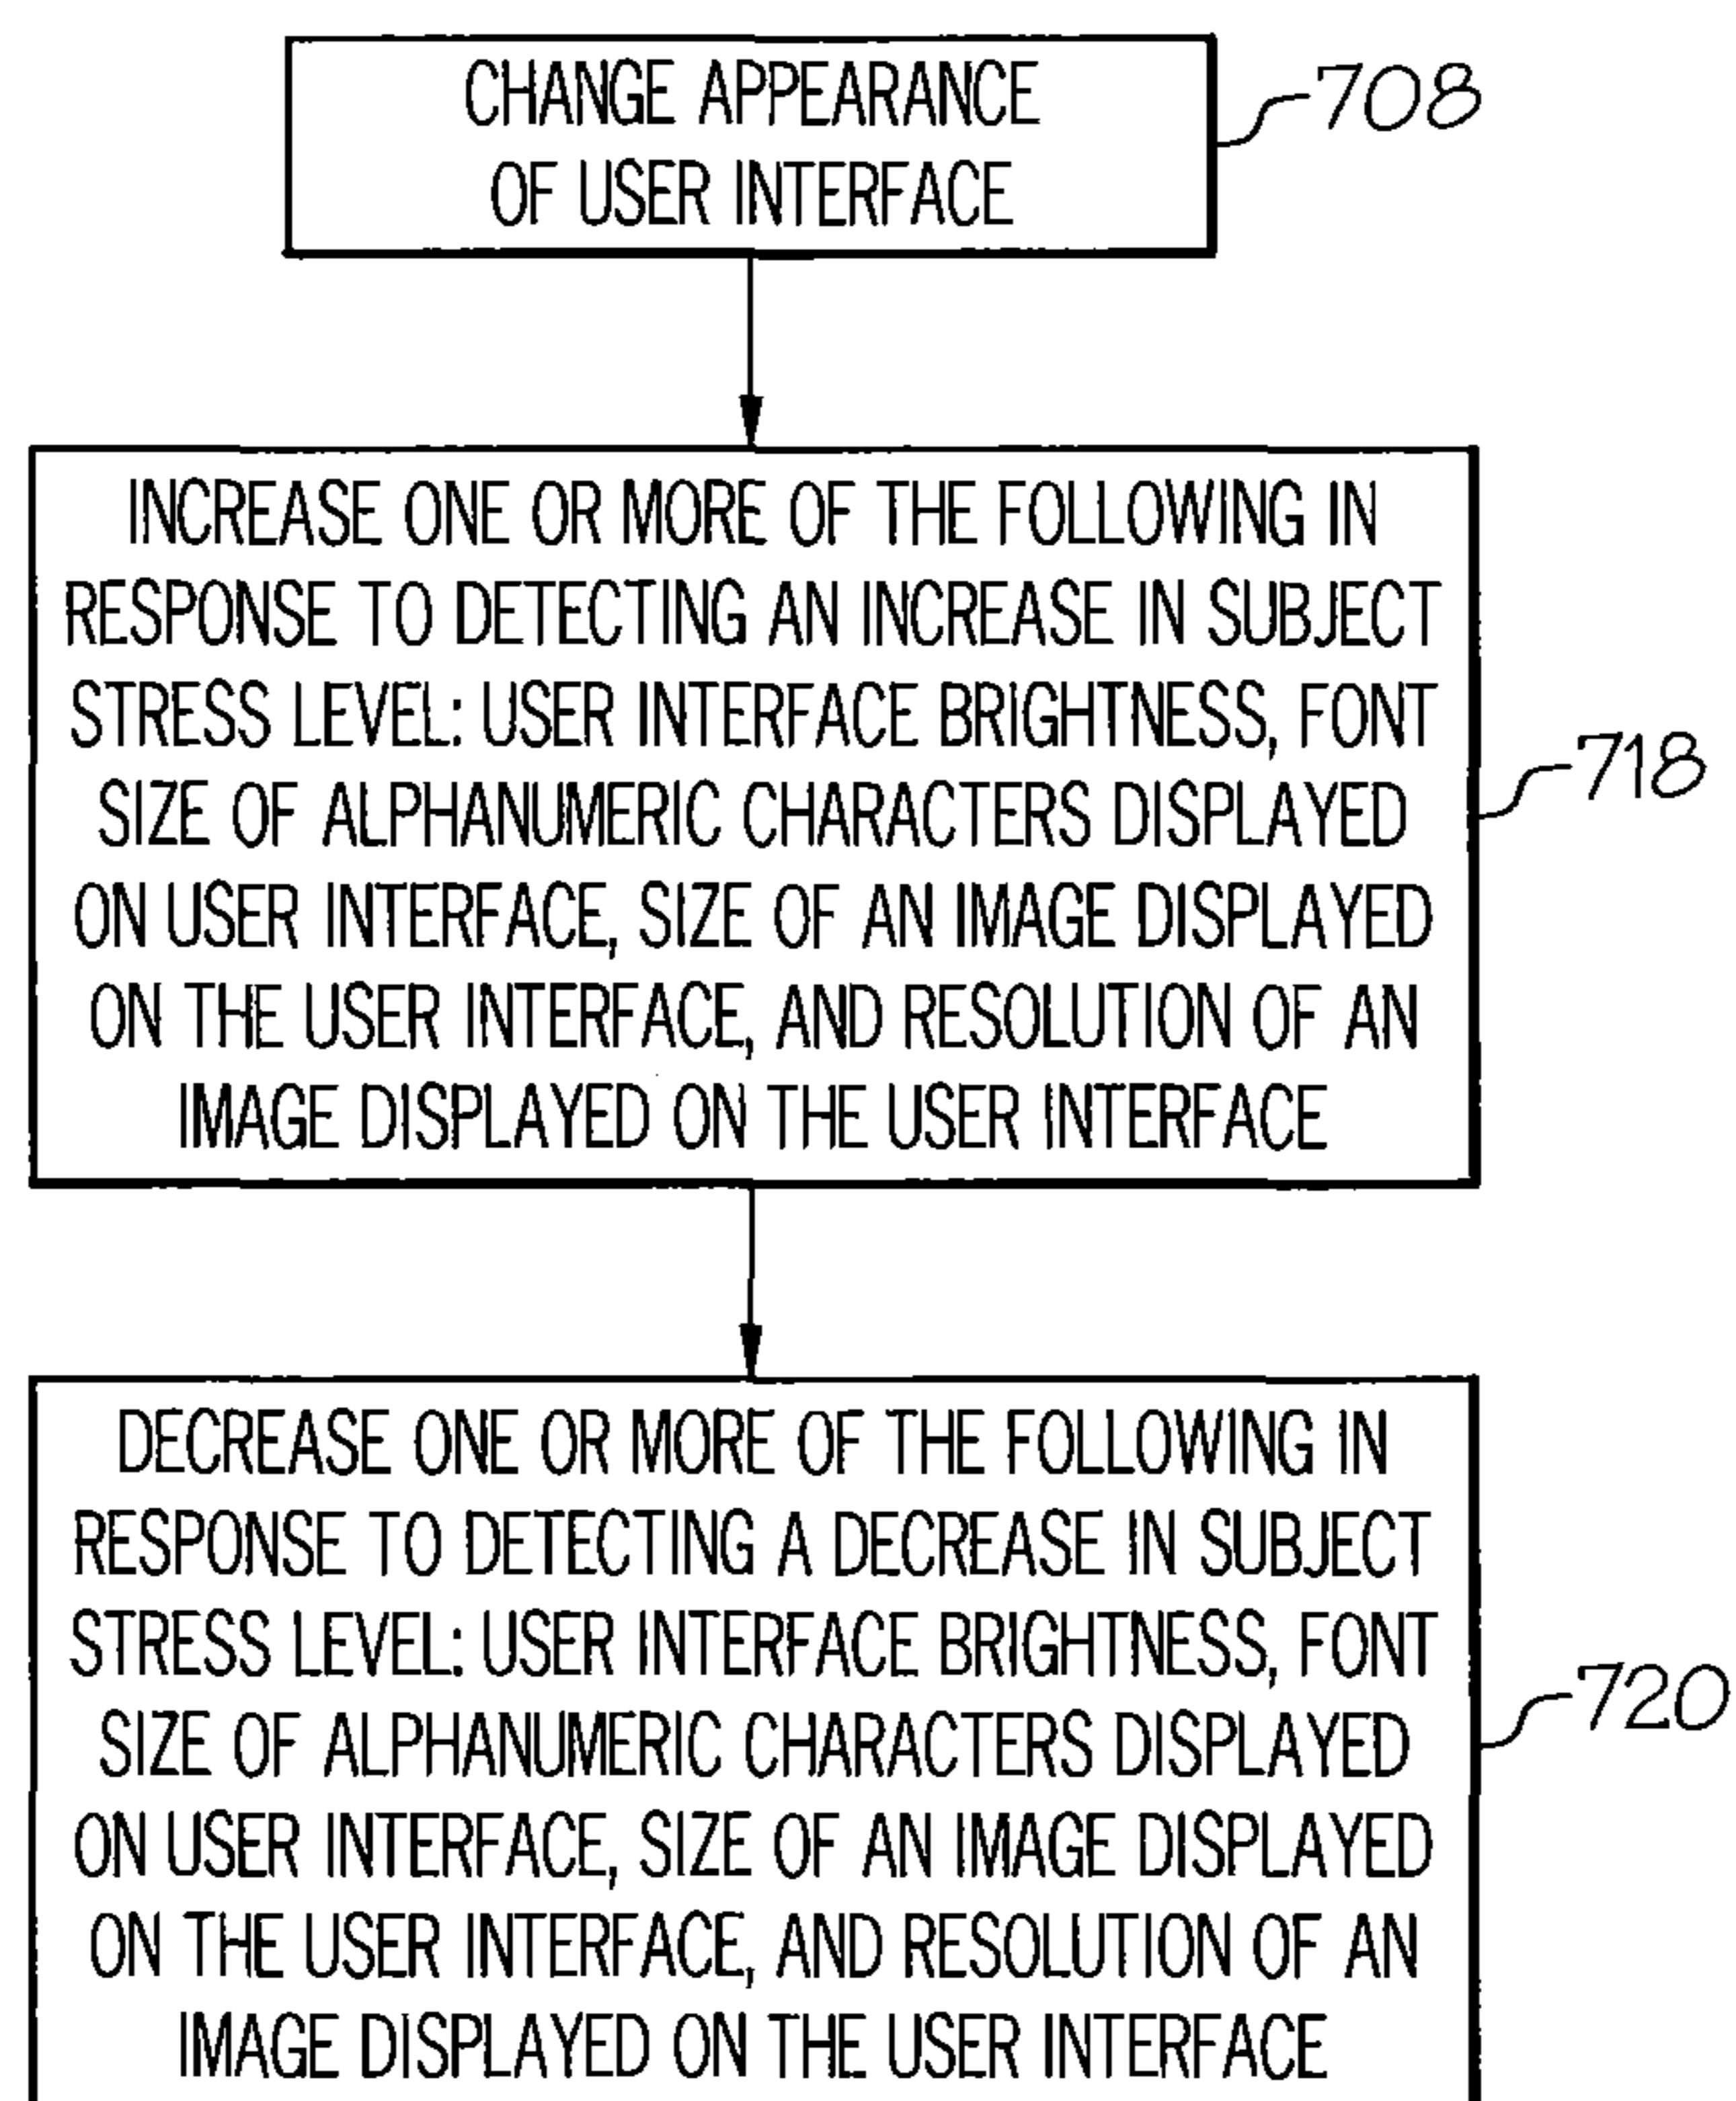 CHANGE APPEARANCE
OF USER INTERFACE
708
INCREASE ONE OR MORE OF THE FOLLOWING IN
RESPONSE TO DETECTING AN INCREASE IN SUBJECT
STRESS LEVEL: USER INTERFACE BRIGHTNESS, FONT
SIZE OF ALPHANUMERIC CHARACTERS DISPLAYED
ON USER INTERFACE, SIZE OF AN IMAGE DISPLAYED
ON THE USER INTERFACE, AND RESOLUTION OF AN
IMAGE DISPLAYED ON THE USER INTERFACE
718
DECREASE ONE OR MORE OF THE FOLLOWING IN
RESPONSE TO DETECTING A DECREASE IN SUBJECT
STRESS LEVEL: USER INTERFACE BRIGHTNESS, FONT
SIZE OF ALPHANUMERIC CHARACTERS DISPLAYED
ON USER INTERFACE, SIZE OF AN IMAGE DISPLAYED
ON THE USER INTERFACE, AND RESOLUTION OF AN
IMAGE DISPLAYED ON THE USER INTERFACE
720